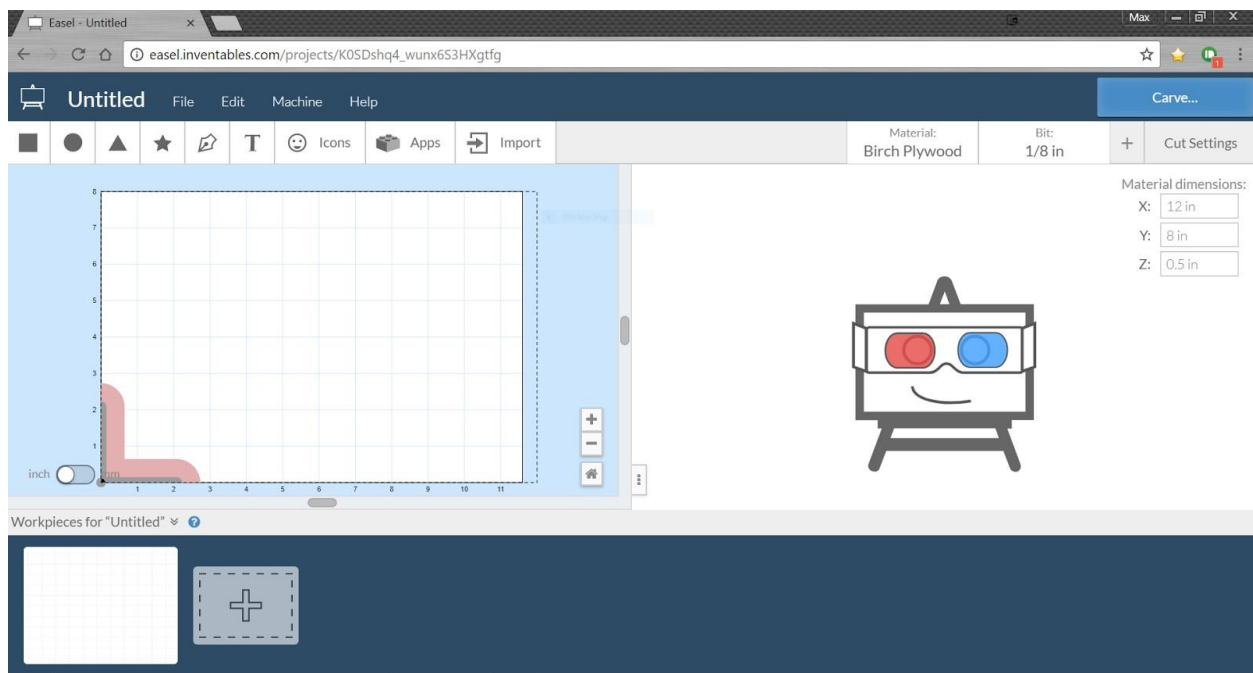 Easel - Untitled
Max
easel.inventables.com/projects/K0SDshq4_wunx6S3HXgtfg
1
Untitled File Edit Machine Help
Carve...
T Icons Apps Import
Material: Birch Plywood
Bit: 1/8 in
+ Cut Settings
Material dimensions:
X: 12 in
Y: 8 in
Z: 0.5 in
8
7
6
5
4
3
2
1
inch mm
1 2 3 4 5 6 7 8 9 10 11
Workpieces for "Untitled"